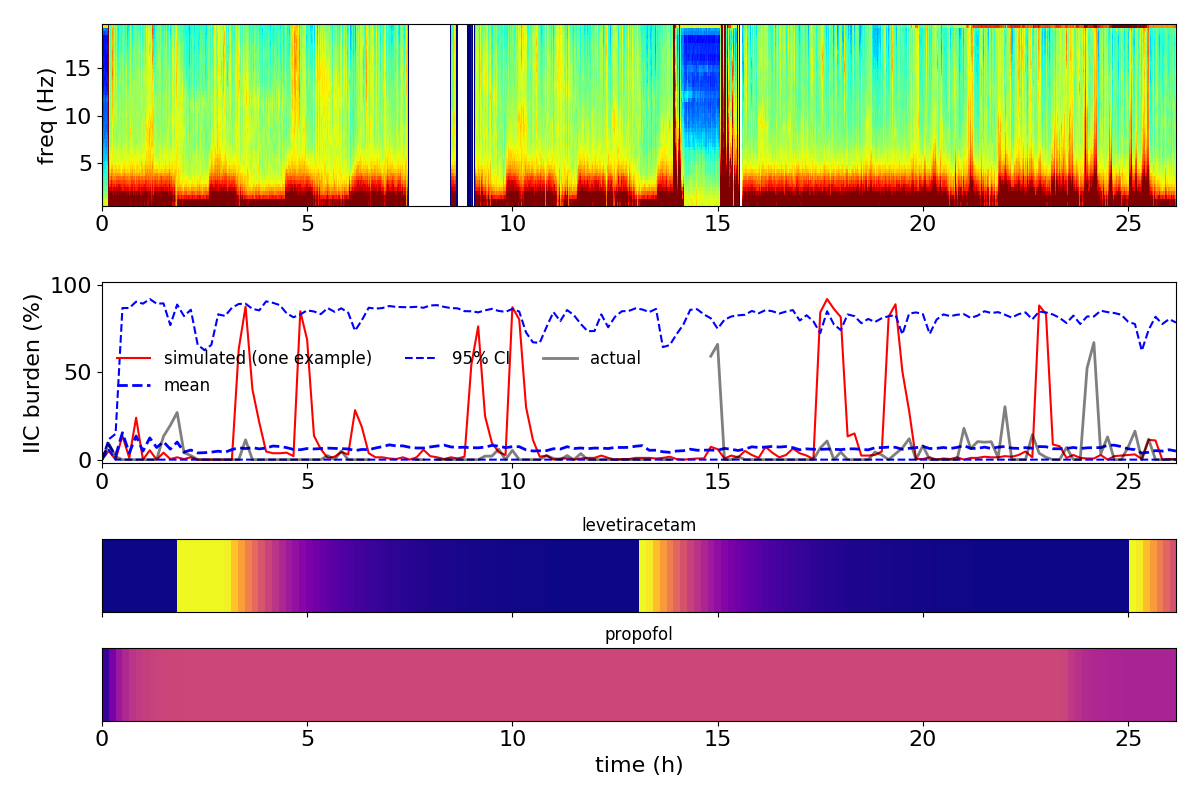 freq (Hz)
15
10
5
0 5 10 15 20 25
IIC burden (%)
100
50
0
simulated (one example) 95% CI actual
mean
0 5 10 15 20 25
levetiracetam
propofol
0 5 10 15 20 25
time (h)